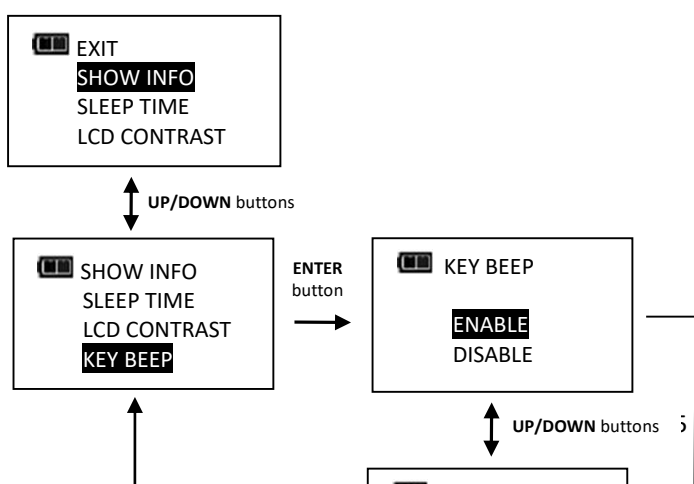 EXIT
SHOW INFO
SLEEP TIME
LCD CONTRAST
UP/DOWN buttons
SHOW INFO
SLEEP TIME
LCD CONTRAST
KEY BEEP
ENTER
button
KEY BEEP
ENABLE
DISABLE
UP/DOWN buttons